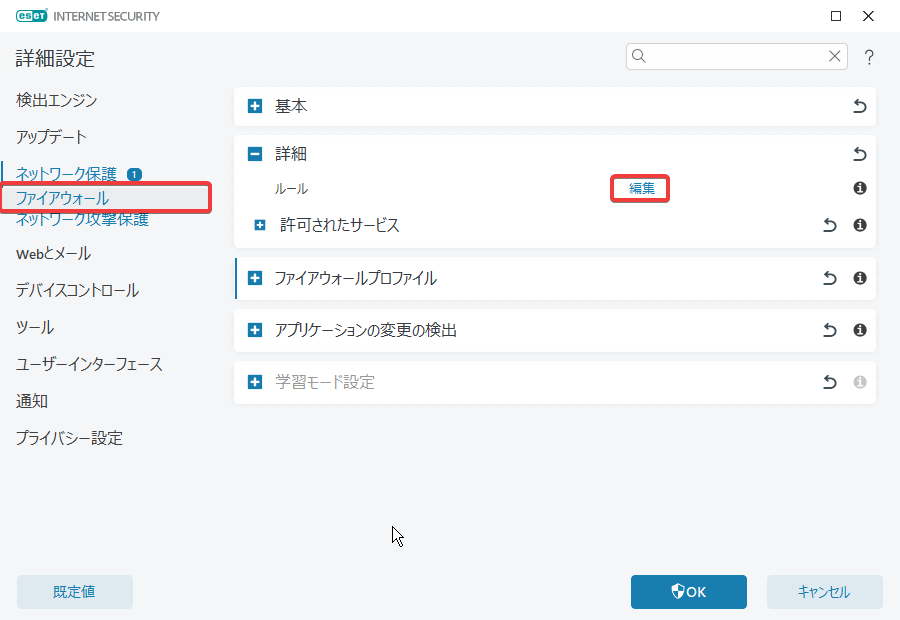 eset INTERNET SECURITY
詳細設定
?
検出エンジン
アップデート
ネットワーク保護 1
ファイアウォール
ネットワーク攻撃保護
Webとメール
デバイスコントロール
ツール
ユーザーインターフェース
通知
プライバシー設定
基本
詳細
ルール 編集
許可されたサービス
ファイアウォールプロファイル
アプリケーションの変更の検出
学習モード設定
既定値
OK
キャンセル